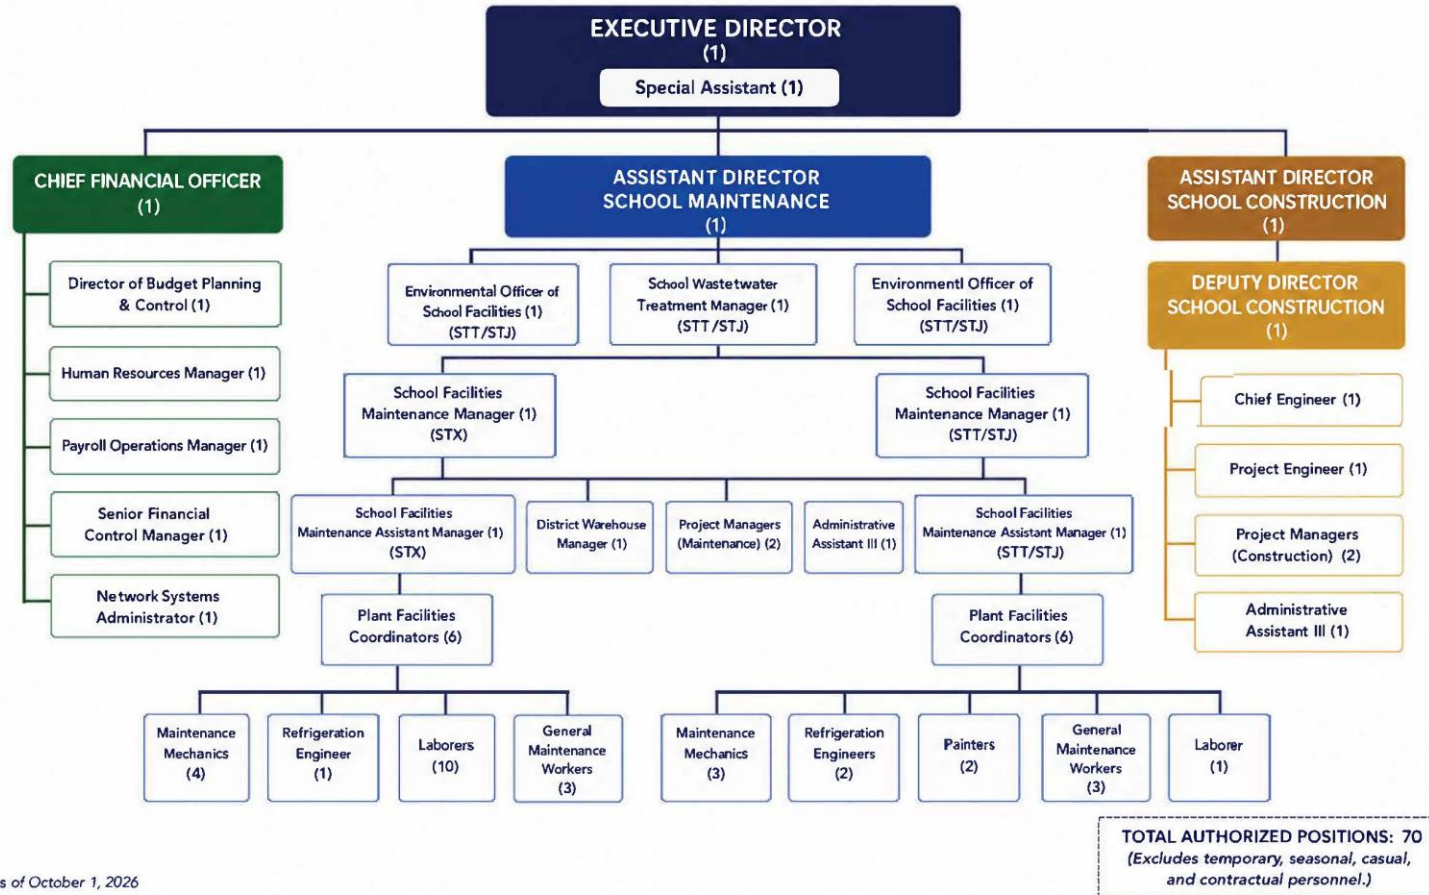 EXECUTIVE DIRECTOR
(1)
Special Assistant (1)
CHIEF FINANCIAL OFFICER
(1)
Director of Budget Planning
& Control (1)
Human Resources Manager (1)
Payroll Operations Manager (1)
Senior Financial
Control Manager (1)
Network Systems
Administrator (1)
ASSISTANT DIRECTOR
SCHOOL MAINTENANCE
(1)
Environmental Officer of
School Facilities (1)
(STT/STJ)
School Wastetwater
Treatment Manager (1)
(STT/STJ)
Environmentl Officer of
School Facilities (1)
(STT/STJ)
School Facilities
Maintenance Manager (1)
(STX)
School Facilities
Maintenance Manager (1)
(STT/STJ)
School Facilities
Maintenance Assistant Manager (1)
(STX)
District Warehouse
Manager (1)
Project Managers
(Maintenance) (2)
Administrative
Assistant III (1)
School Facilities
Maintenance Assistant Manager (1)
(STT/STJ)
Plant Facilities
Coordinators (6)
Plant Facilities
Coordinators (6)
Maintenance
Mechanics
(4)
Refrigeration
Engineer
(1)
Laborers
(10)
General
Maintenance
Workers
(3)
Maintenance
Mechanics
(3)
Refrigeration
Engineers
(2)
Painters
(2)
General
Maintenance
Workers
(3)
Laborer
(1)
ASSISTANT DIRECTOR
SCHOOL CONSTRUCTION
(1)
DEPUTY DIRECTOR
SCHOOL CONSTRUCTION
(1)
Chief Engineer (1)
Project Engineer (1)
Project Managers
(Construction) (2)
Administrative
Assistant III (1)
TOTAL AUTHORIZED POSITIONS: 70
(Excludes temporary, seasonal, casual,
and contractual personnel.)
s of October 1, 2026